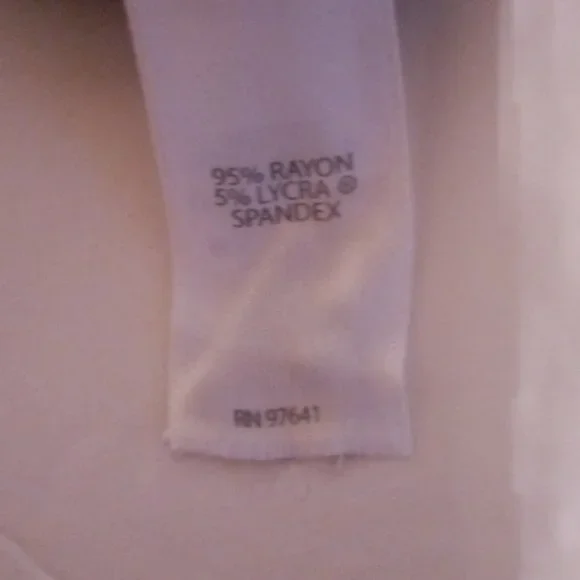 95% RAYON
5% LYCRA ®
SPANDEX
RN 97641